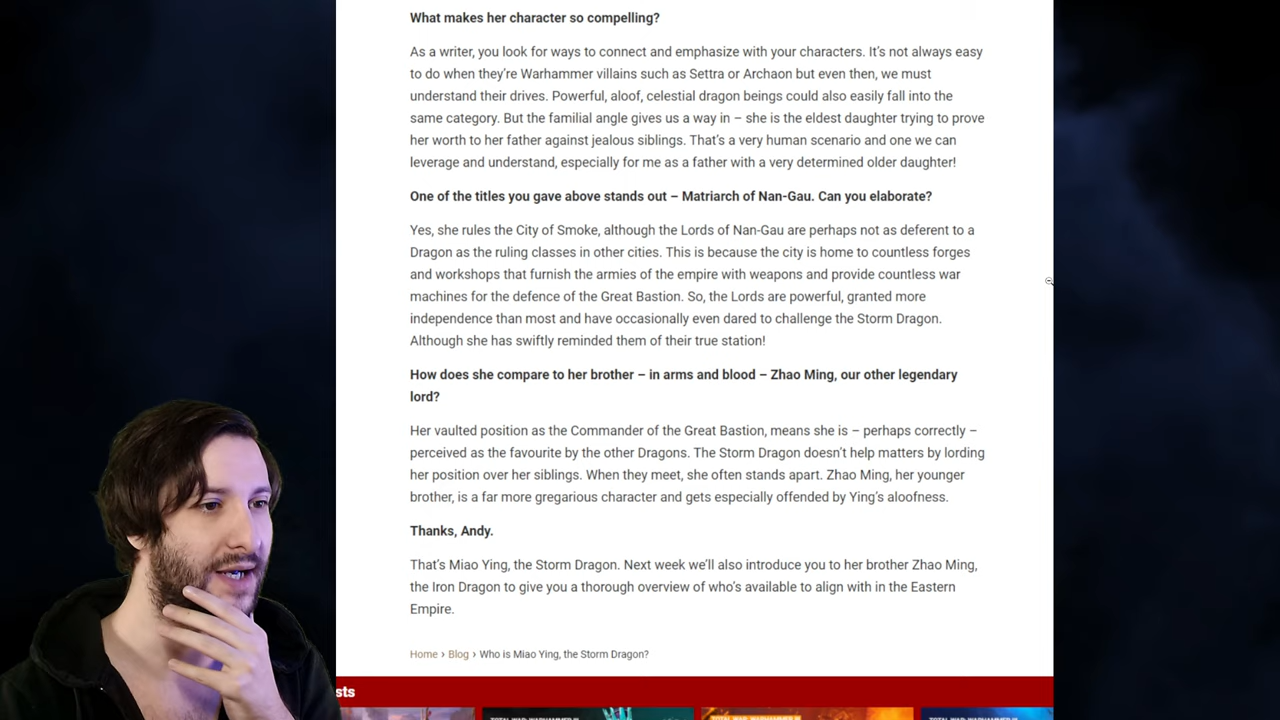 What makes her character so compelling?
As a writer, you look for ways to connect and emphasize with your characters. It's not always easy
to do when they're Warhammer villains such as Settra or Archaon but even then, we must
understand their drives. Powerful, aloof, celestial dragon beings could also easily fall into the
same category. But the familial angle gives us a way in – she is the eldest daughter trying to prove
her worth to her father against jealous siblings. That's a very human scenario and one we can
leverage and understand, especially for me as a father with a very determined older daughter!
One of the titles you gave above stands out – Matriarch of Nan-Gau. Can you elaborate?
Yes, she rules the City of Smoke, although the Lords of Nan-Gau are perhaps not as deferent to a
Dragon as the ruling classes in other cities. This is because the city is home to countless forges
and workshops that furnish the armies of the empire with weapons and provide countless war
machines for the defence of the Great Bastion. So, the Lords are powerful, granted more
independence than most and have occasionally even dared to challenge the Storm Dragon.
Although she has swiftly reminded them of their true station!
How does she compare to her brother – in arms and blood – Zhao Ming, our other legendary
lord?
Her vaulted position as the Commander of the Great Bastion, means she is – perhaps correctly –
perceived as the favourite by the other Dragons. The Storm Dragon doesn't help matters by lording
her position over her siblings. When they meet, she often stands apart. Zhao Ming, her younger
brother, is a far more gregarious character and gets especially offended by Ying's aloofness.
Thanks, Andy.
That's Miao Ying, the Storm Dragon. Next week we'll also introduce you to her brother Zhao Ming,
the Iron Dragon to give you a thorough overview of who's available to align with in the Eastern
Empire.
Home › Blog › Who is Miao Ying, the Storm Dragon?
sts